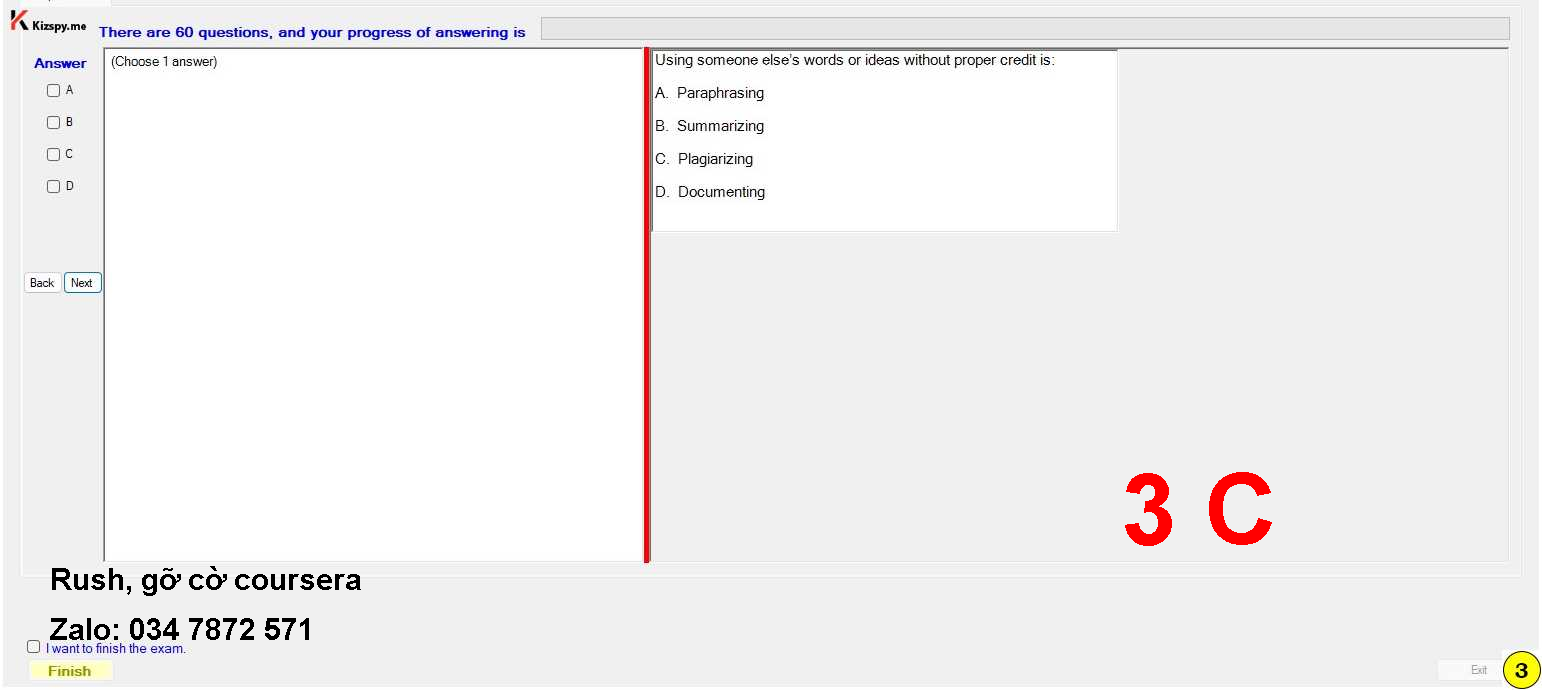 Kizspy.me
There are 60 questions, and your progress of answering is
Answer
A
B
C
D
Back
Next
(Choose 1 answer)
Using someone else's words or ideas without proper credit is:
A. Paraphrasing
B. Summarizing
C. Plagiarizing
D. Documenting
3 C
Rush, gỡ cờ coursera
Zalo: 034 7872 571
I want to finish the exam.
Finish
Exit
3